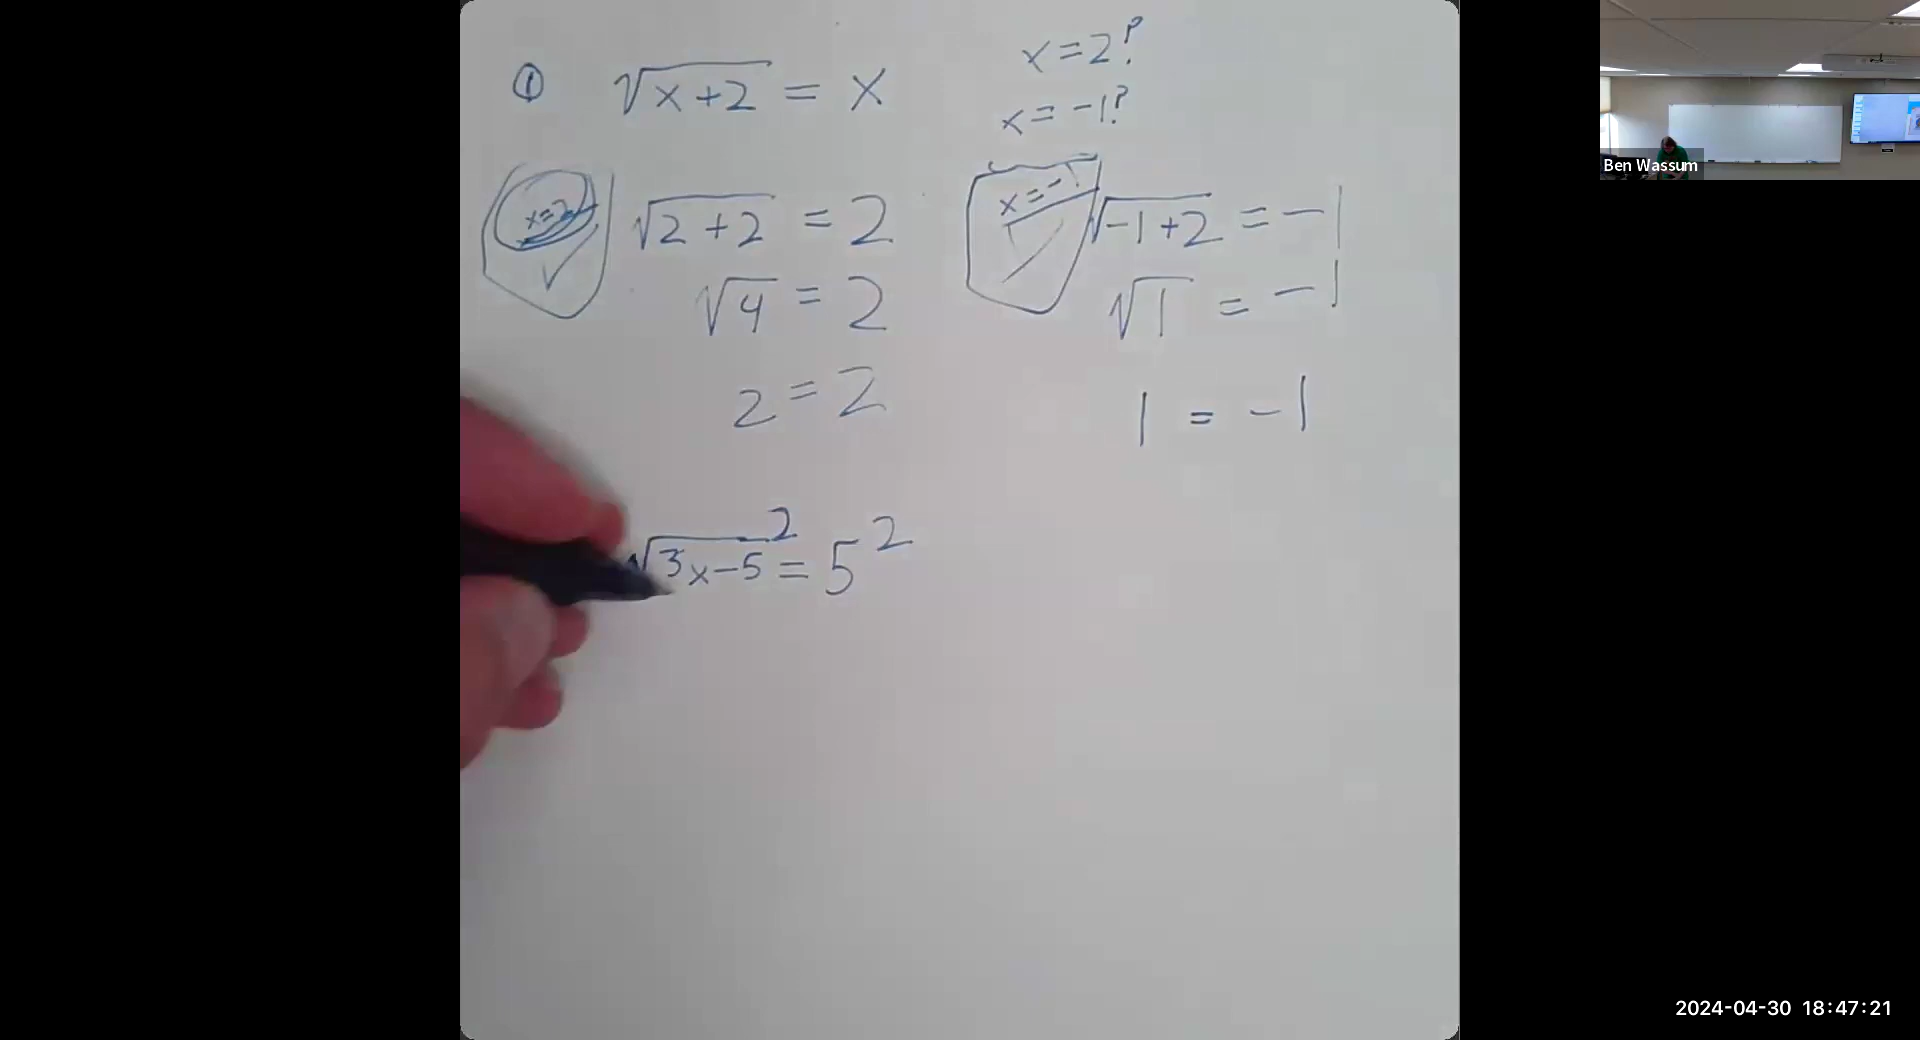 ① √x+2 = x
x = 2?
x = -1?
x=2 ✓
√2+2 = 2
√4 = 2
2 = 2
x = -1
√-1+2 = -1
√1 = -1
1 = -1
√3x-5² = 5²
Ben Wassum
2024-04-30 18:47:21